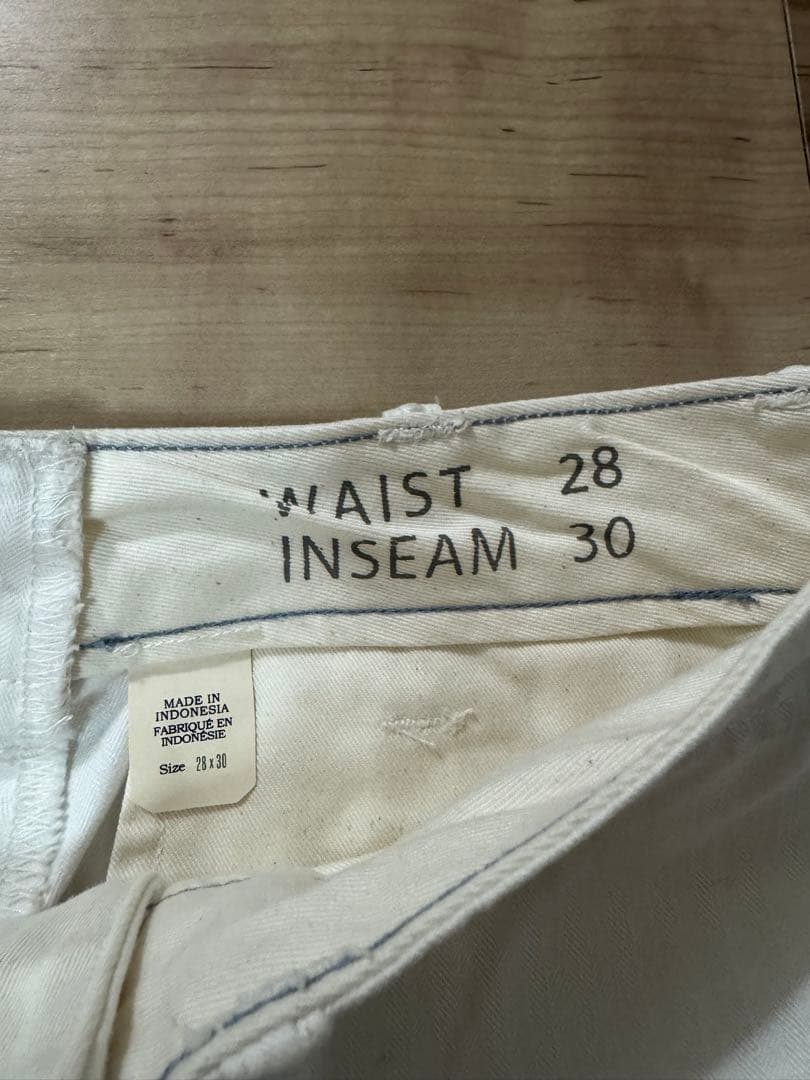 WAIST 28
INSEAM 30
MADE IN
INDONESIA
FABRIQUÉ EN
INDONÉSIE
Size 28 x 30